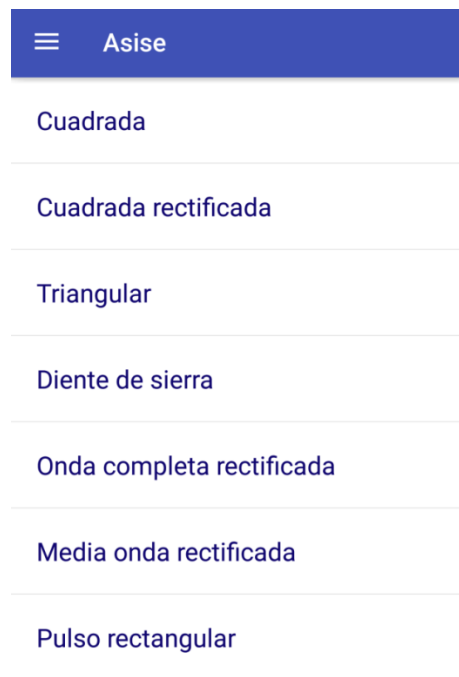 Asise
Cuadrada
Cuadrada rectificada
Triangular
Diente de sierra
Onda completa rectificada
Media onda rectificada
Pulso rectangular